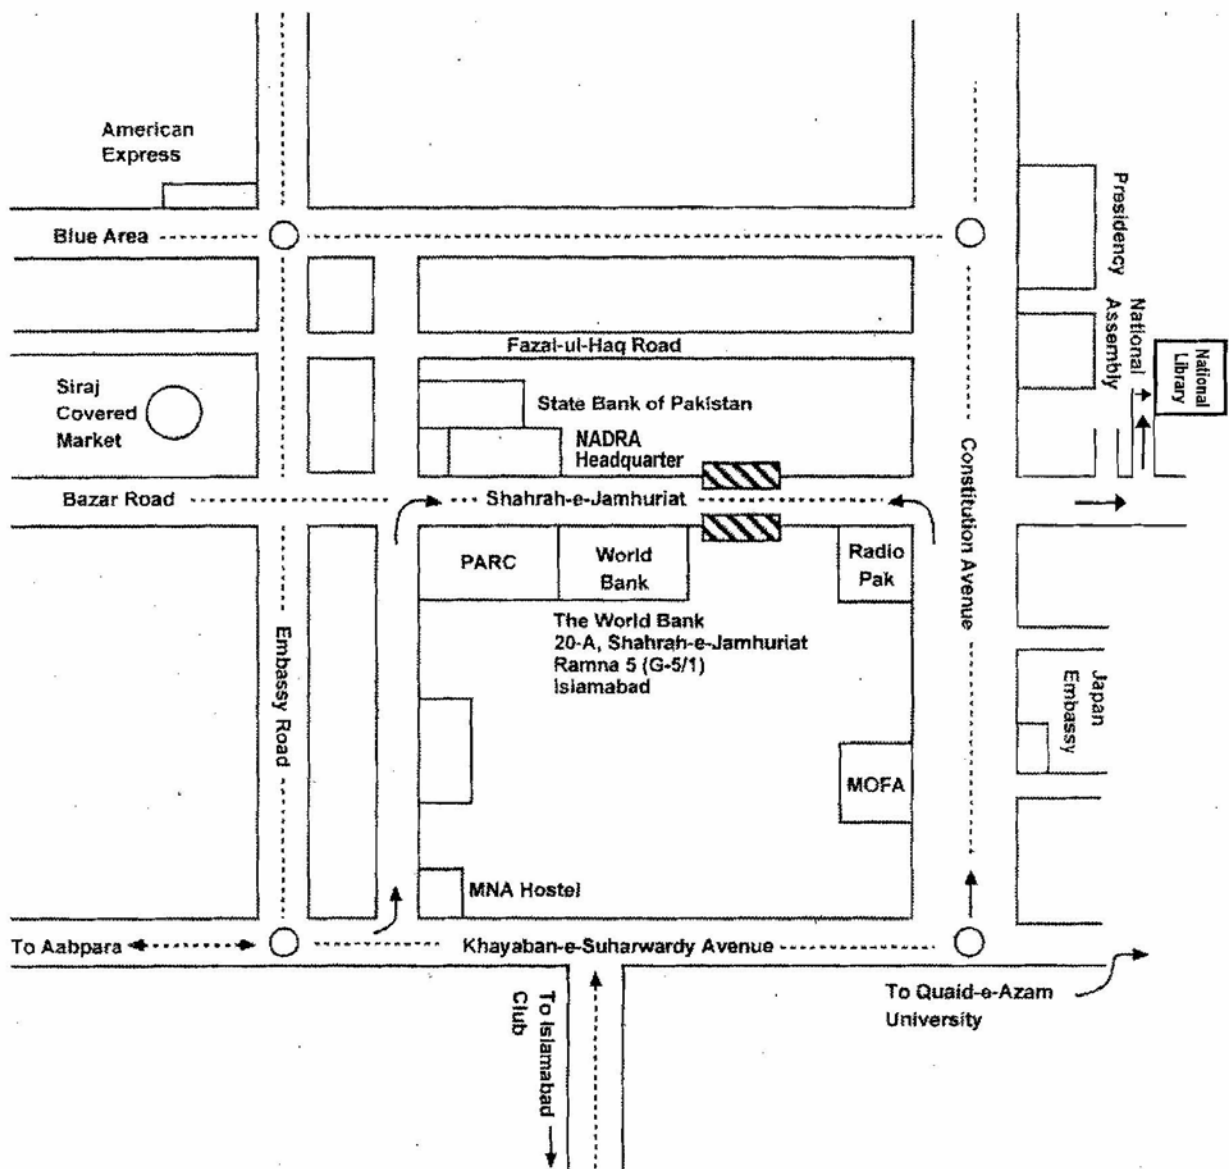 American
Express
Blue Area
Presidency
National
Assembly
National
Library
Fazal-ul-Haq Road
Siraj
Covered
Market
State Bank of Pakistan
NADRA
Headquarter
Constitution Avenue
Bazar Road
Shahrah-e-Jamhuriat
PARC
World
Bank
Radio
Pak
The World Bank
20-A, Shahrah-e-Jamhuriat
Ramna 5 (G-5/1)
Islamabad
Embassy Road
Japan
Embassy
MOFA
MNA Hostel
To Aabpara
Khayaban-e-Suharwardy Avenue
To Quaid-e-Azam
University
To Islamabad
Club